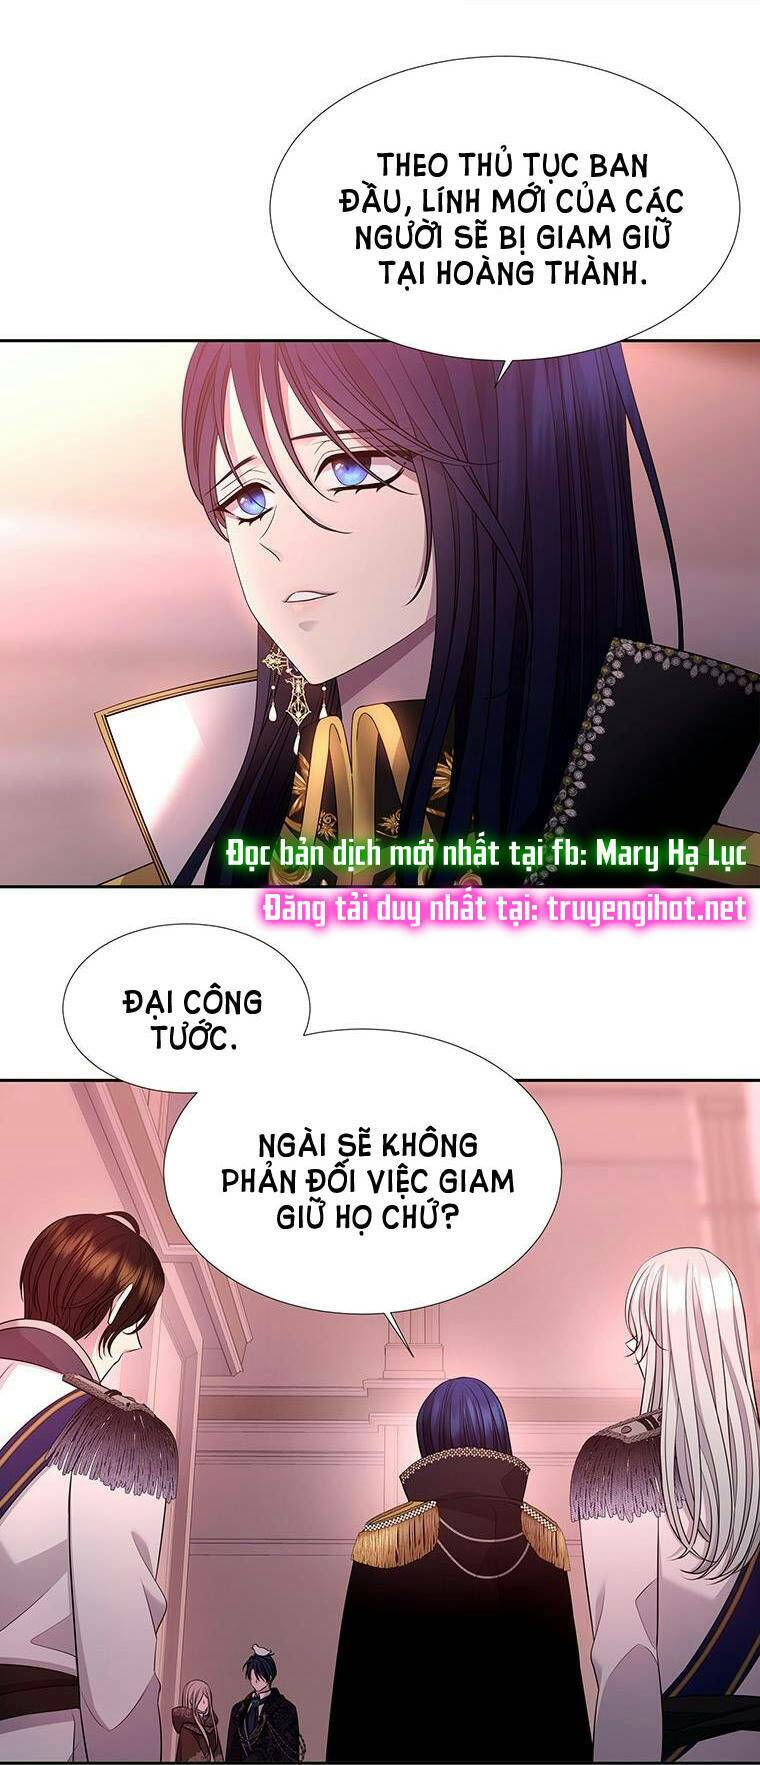 THEO THỦ TỤC BAN
ĐẦU, LÍNH MỚI CỦA CÁC
NGƯỜI SẼ BỊ GIAM GIỮ
TẠI HOÀNG THÀNH.
Đọc bản dịch mới nhất tại fb: Mary Hạ Lục
Đăng tải duy nhất tại: truyengihot.net
ĐẠI CÔNG
TƯỚC.
NGÀI SẼ KHÔNG
PHẢN ĐỐI VIỆC GIAM
GIỮ HỌ CHỨ?